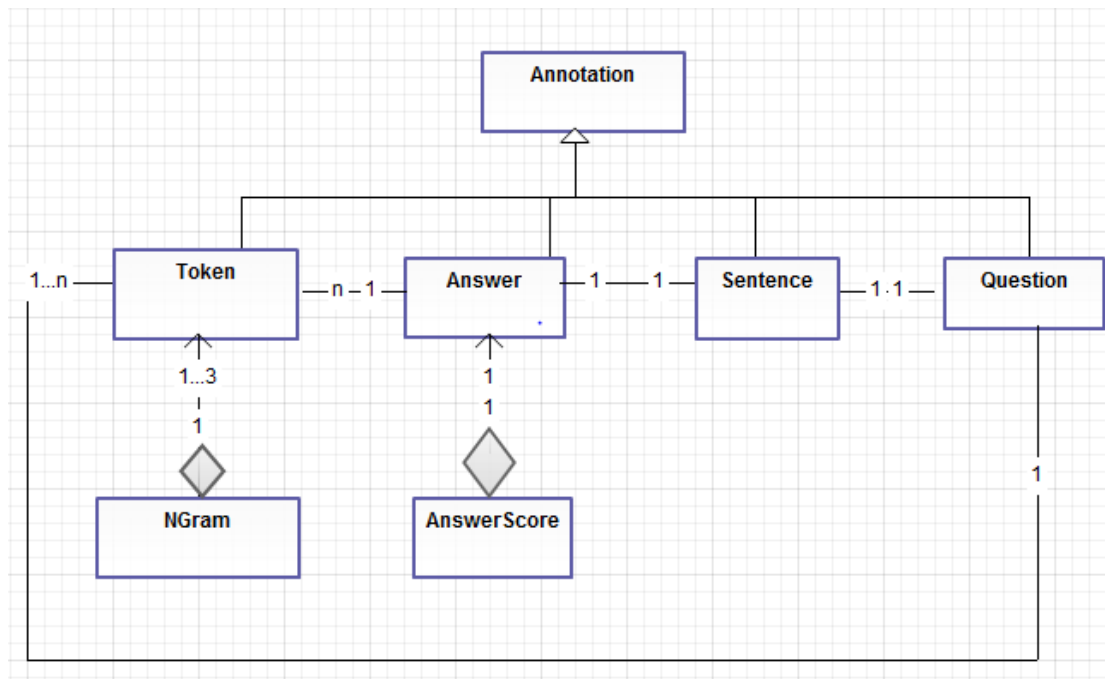 Annotation
Token
Answer
Sentence
Question
1...n
n
1
1
1
1
1
1...3
1
1
1
1
NGram
AnswerScore